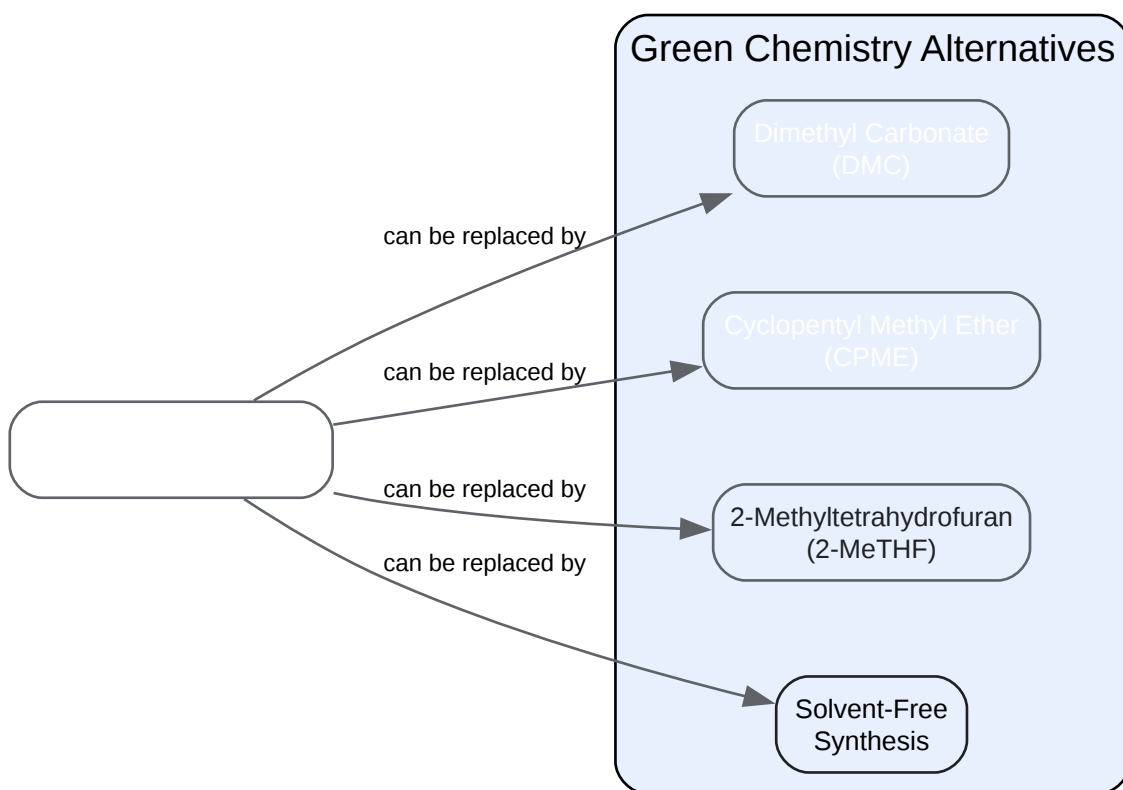 Green Chemistry Alternatives
Dimethyl Carbonate
(DMC)
can be replaced by
Cyclopentyl Methyl Ether
(CPME)
can be replaced by
can be replaced by
2-Methyltetrahydrofuran
(2-MeTHF)
can be replaced by
Solvent-Free
Synthesis